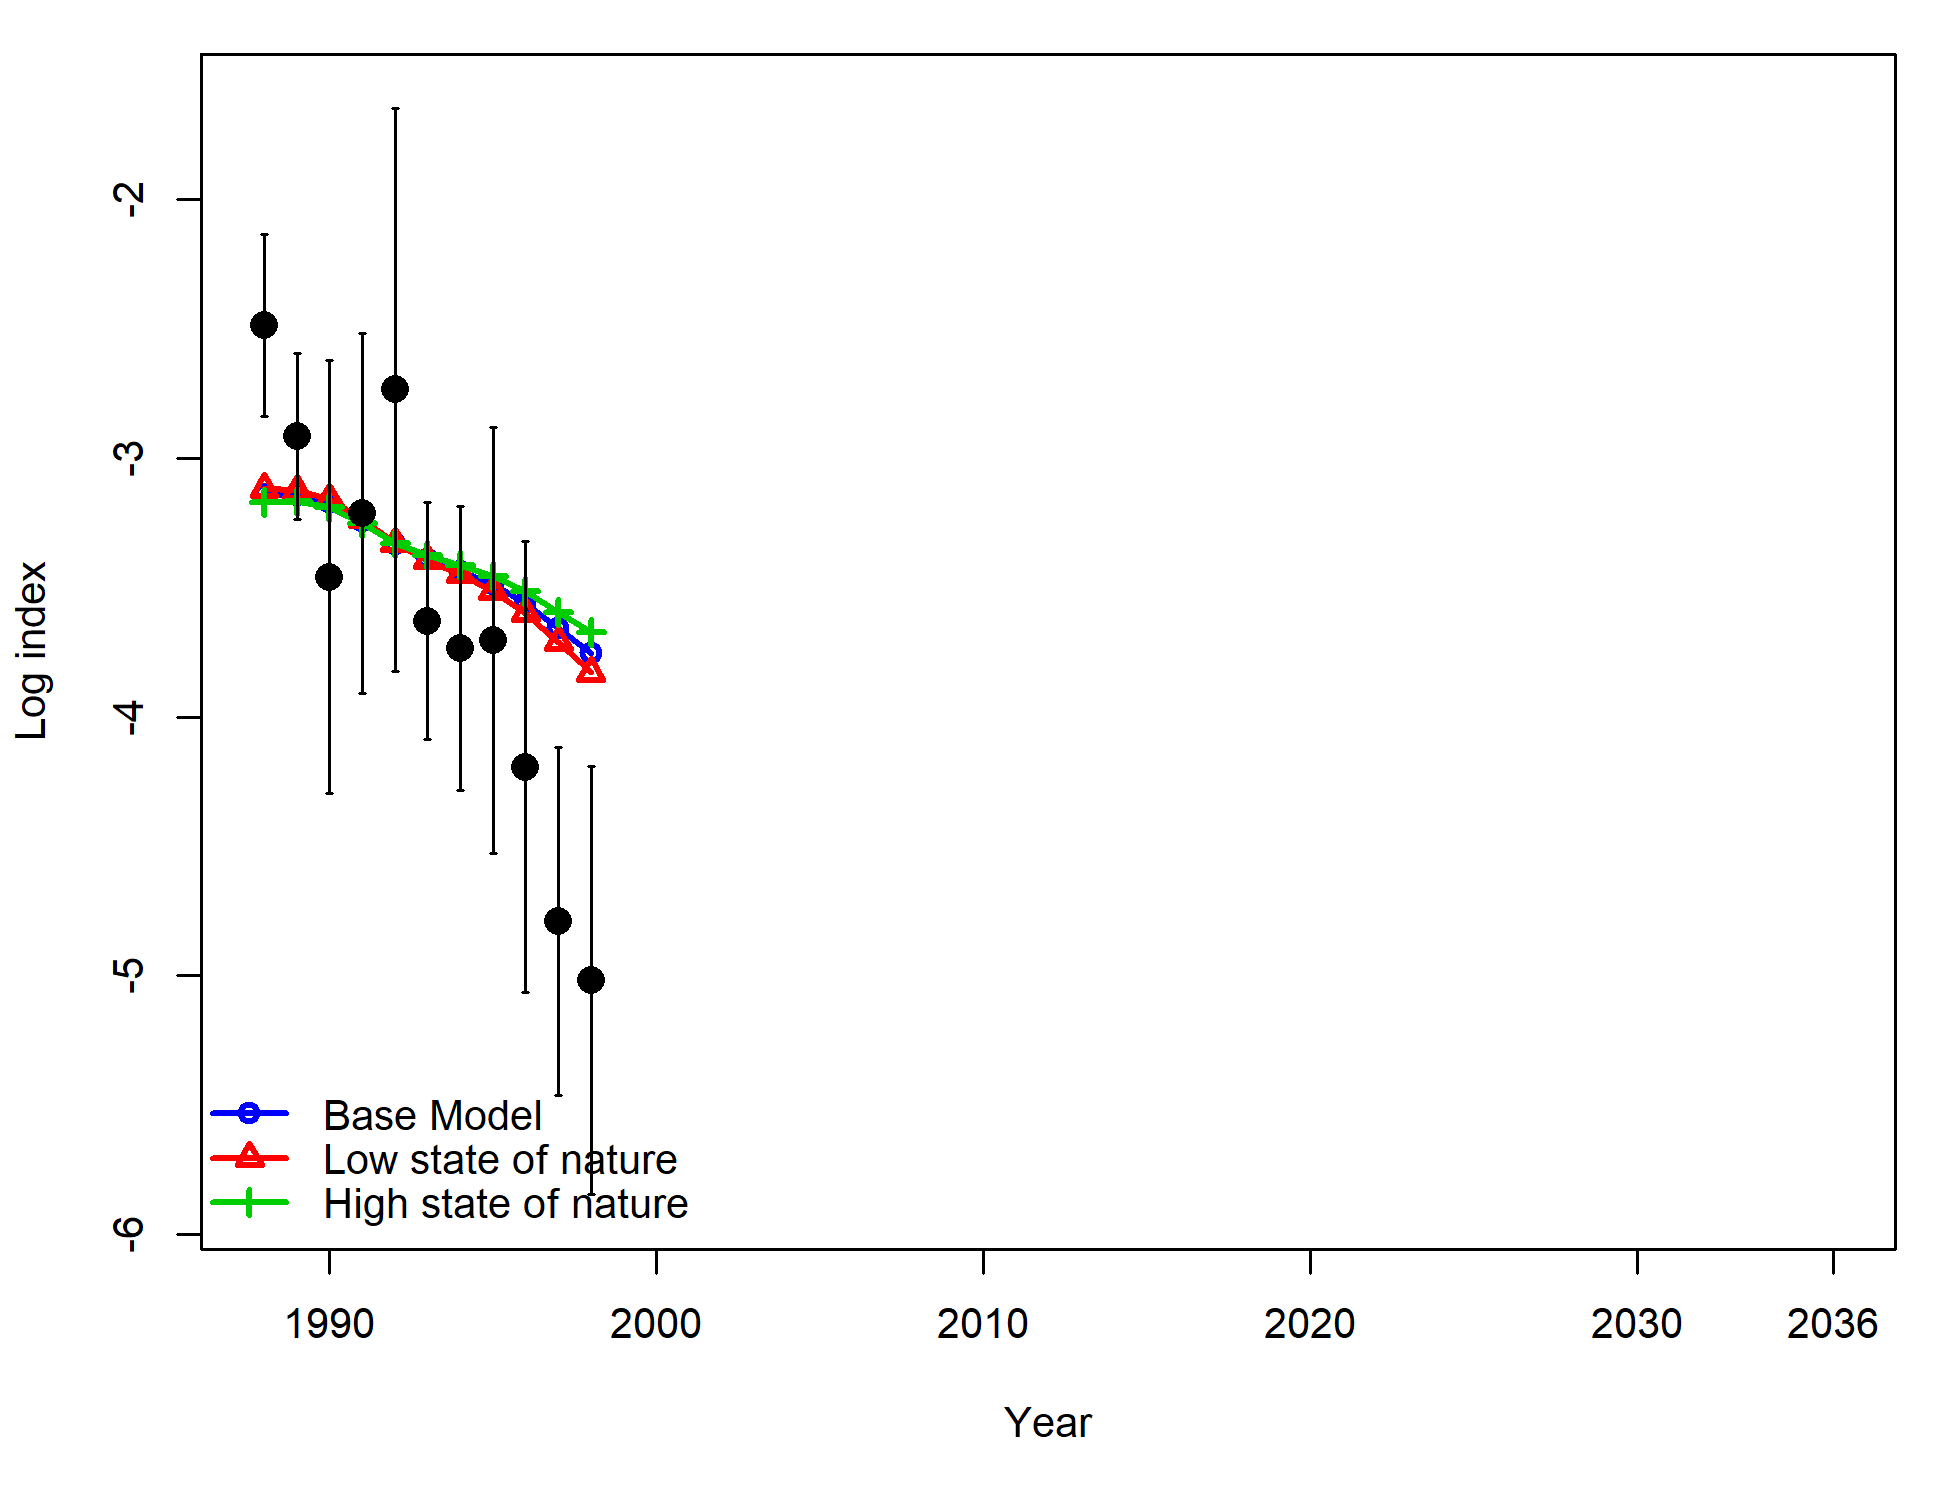 -2
-3
-4
-5
-6
Log index
Base Model
Low state of nature
High state of nature
1990 2000 2010 2020 2030 2036
Year